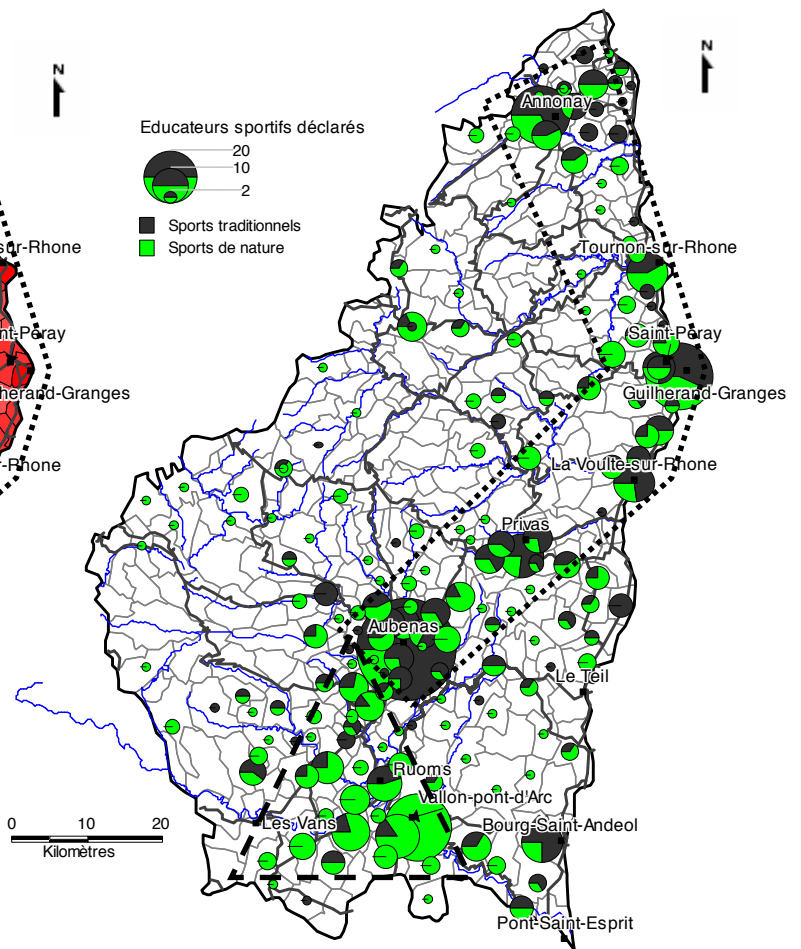 N
N
Educateurs sportifs déclarés
20
10
2
Sports traditionnels
Sports de nature
Annonay
sur-Rhone
Tournon-sur-Rhone
nt-Peray
Saint-Peray
herand-Granges
Guilherand-Granges
r-Rhone
La Voulte-sur-Rhone
Privas
Aubenas
Le Teil
Ruoms
Vallon-pont-d'Arc
Les Vans
Bourg-Saint-Andeol
0 10 20
Kilomètres
Pont-Saint-Esprit